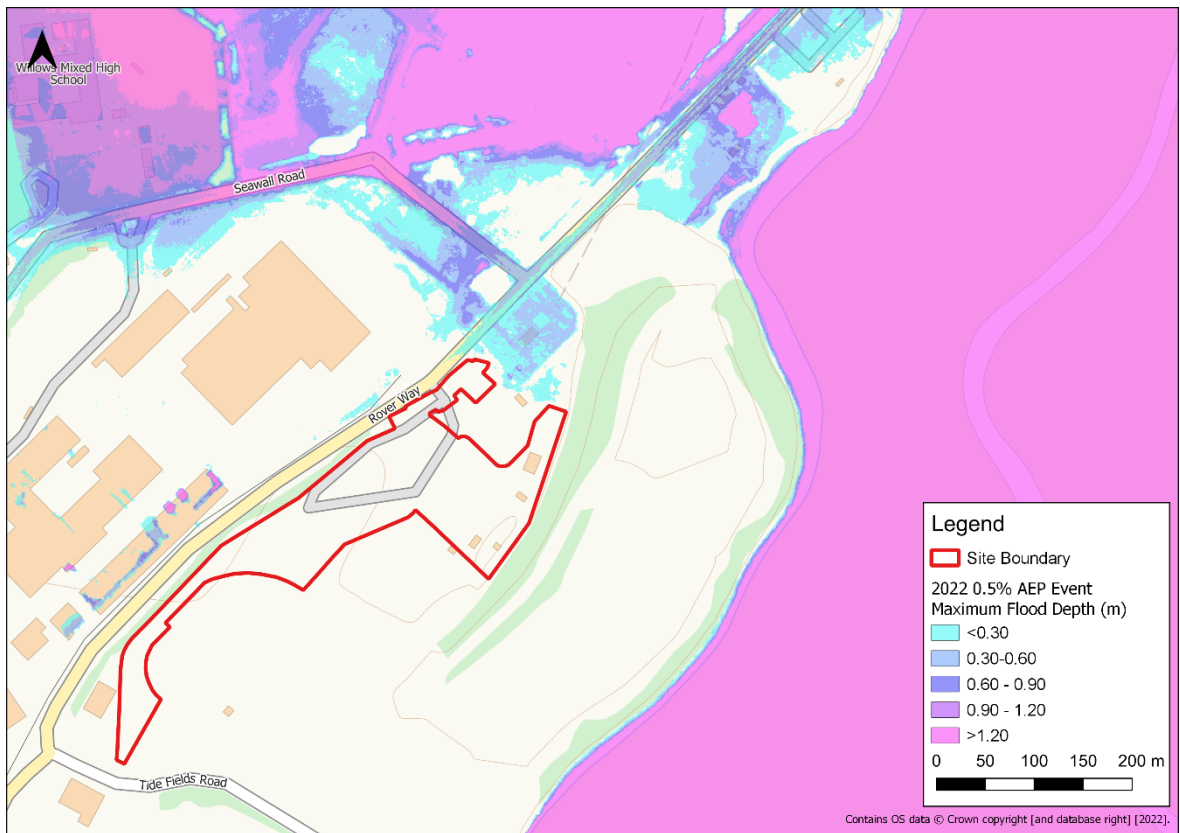 Willows Mixed High
School
Seawall Road
Rover Way
Tide Fields Road
Legend
Site Boundary
2022 0.5% AEP Event
Maximum Flood Depth (m)
<0.30
0.30-0.60
0.60 - 0.90
0.90 - 1.20
>1.20
0 50 100 150 200 m
Contains OS data © Crown copyright [and database right] [2022].